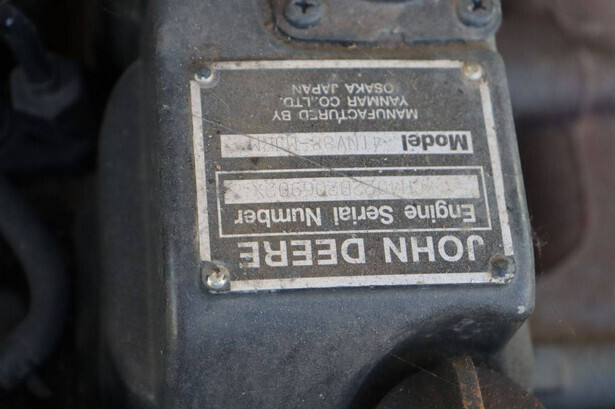 JOHN DEERE
Engine Serial Number
Model
MANUFACTURED BY
YANMAR CO.,LTD.
OSAKA JAPAN